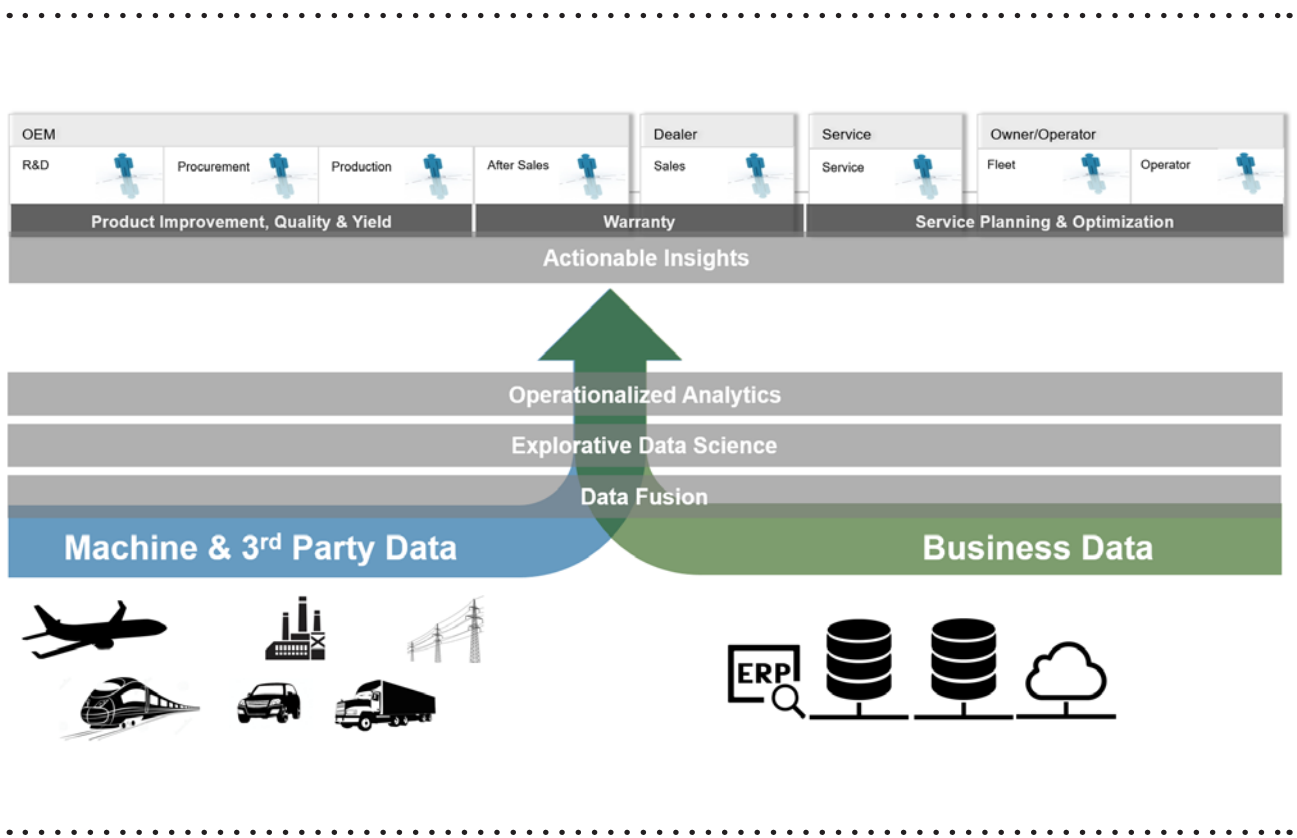 OEM
Dealer
Service
Owner/Operator
R&D
Procurement
Production
After Sales
Sales
Service
Fleet
Operator
Product Improvement, Quality & Yield
Warranty
Service Planning & Optimization
Actionable Insights
Operationalized Analytics
Explorative Data Science
Data Fusion
Machine & 3rd Party Data
Business Data
ERP